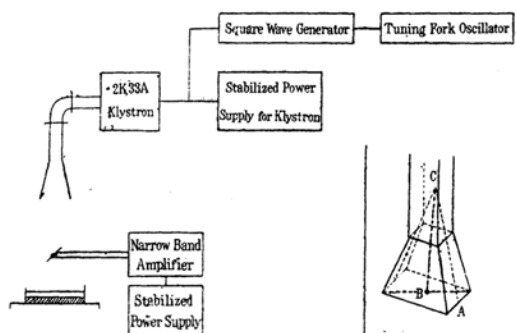 Square Wave Generator
Tuning Fork Oscillator
2K33A
Klystron
Stabilized Power
Supply for Klystron
Narrow Band
Amplifier
Stabilized
Power Supply
C
B
A